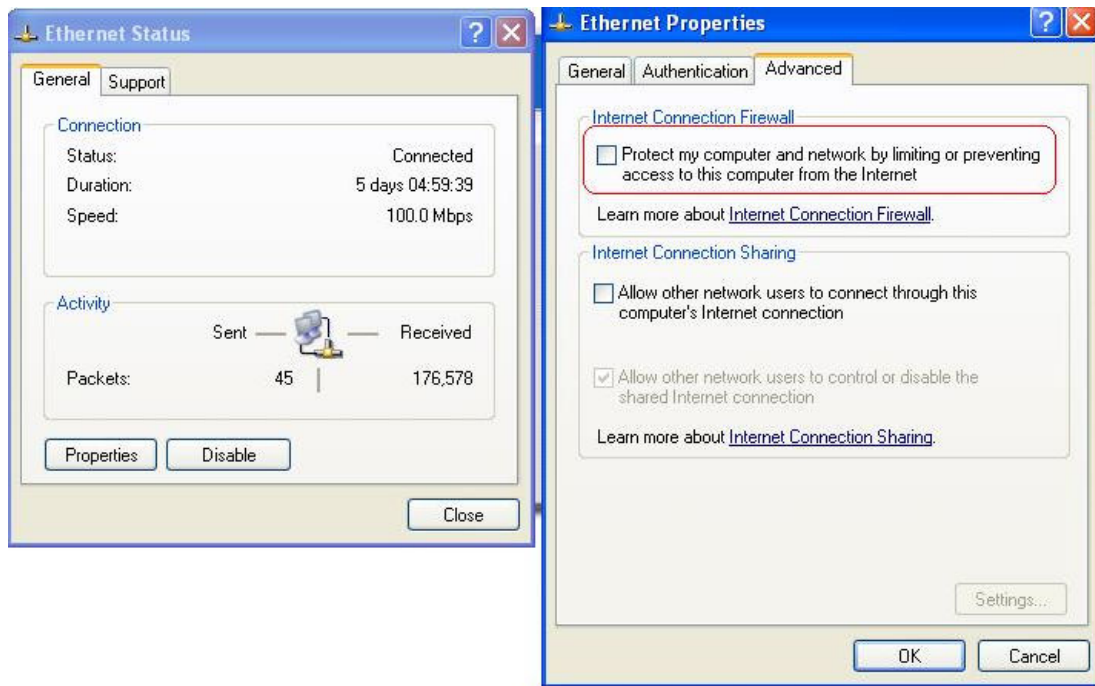 Ethernet Status
General Support
Connection
Status: Connected
Duration: 5 days 04:59:39
Speed: 100.0 Mbps
Activity
Sent Received
Packets: 45 176,578
Properties Disable
Close
Ethernet Properties
General Authentication Advanced
Internet Connection Firewall
Protect my computer and network by limiting or preventing
access to this computer from the Internet
Learn more about Internet Connection Firewall.
Internet Connection Sharing
Allow other network users to connect through this
computer's Internet connection
Allow other network users to control or disable the
shared Internet connection
Learn more about Internet Connection Sharing.
Settings...
OK Cancel